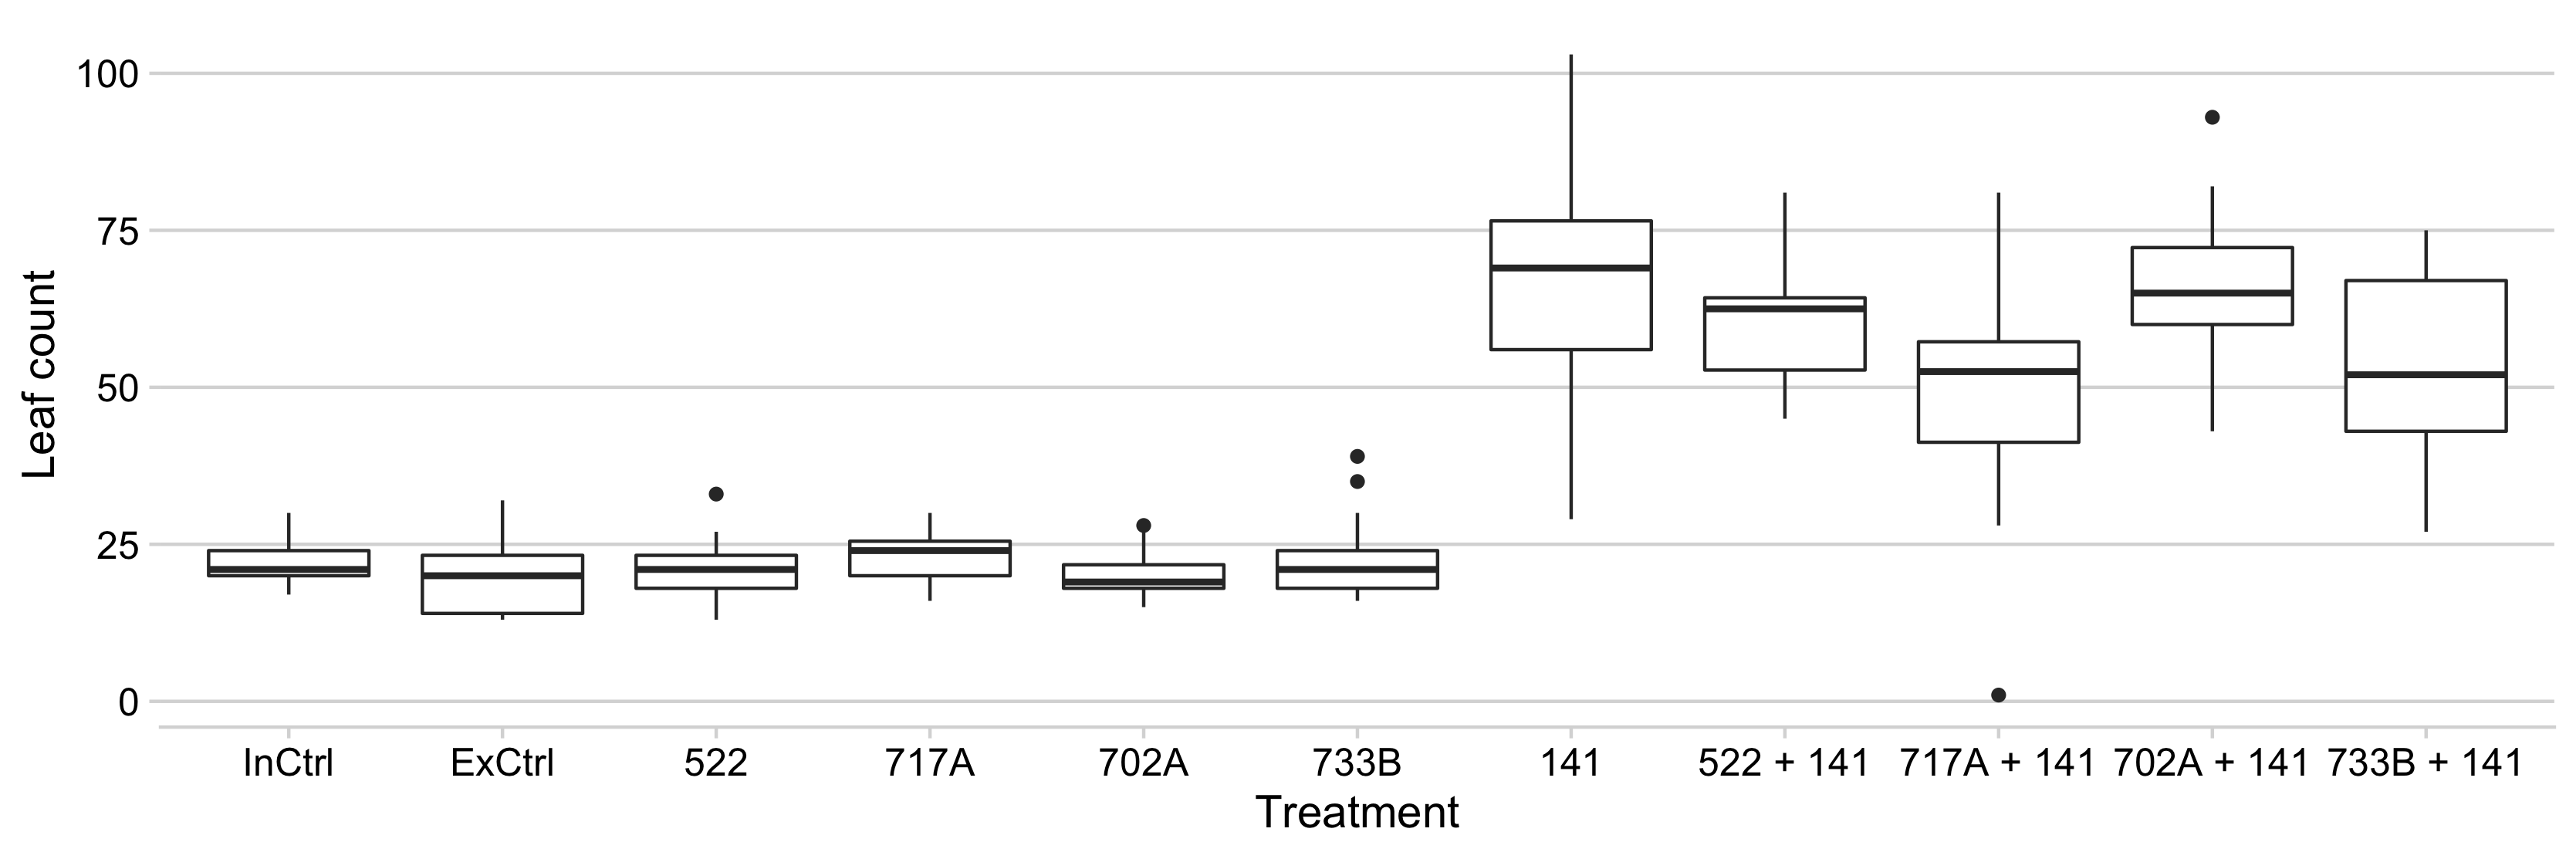 Leaf count
100
75
50
25
0
InCtrl ExCtrl 522 717A 702A 733B 141 522 + 141 717A + 141 702A + 141 733B + 141
Treatment